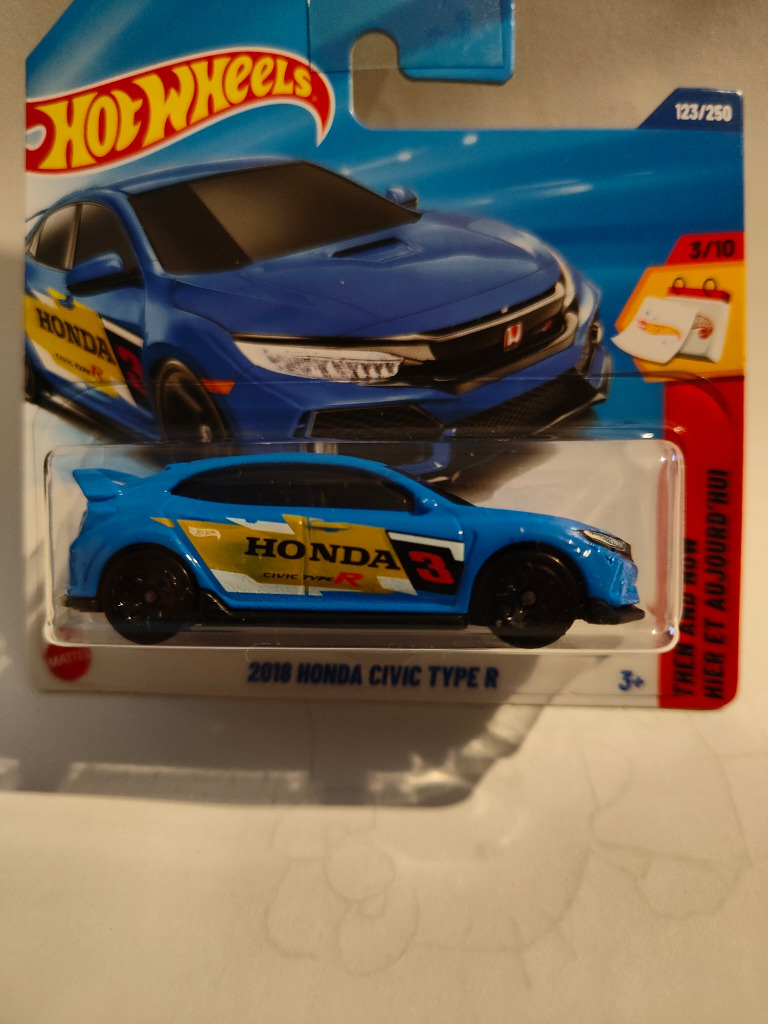 HOT WHEELS
123/250
3/10
HONDA
CIVIC TYPE R
HONDA
CIVIC TYPE R
3
THEN AND NOW
HIER ET AUJOURD'HUI
MATTEL
2018 HONDA CIVIC TYPE R
3+